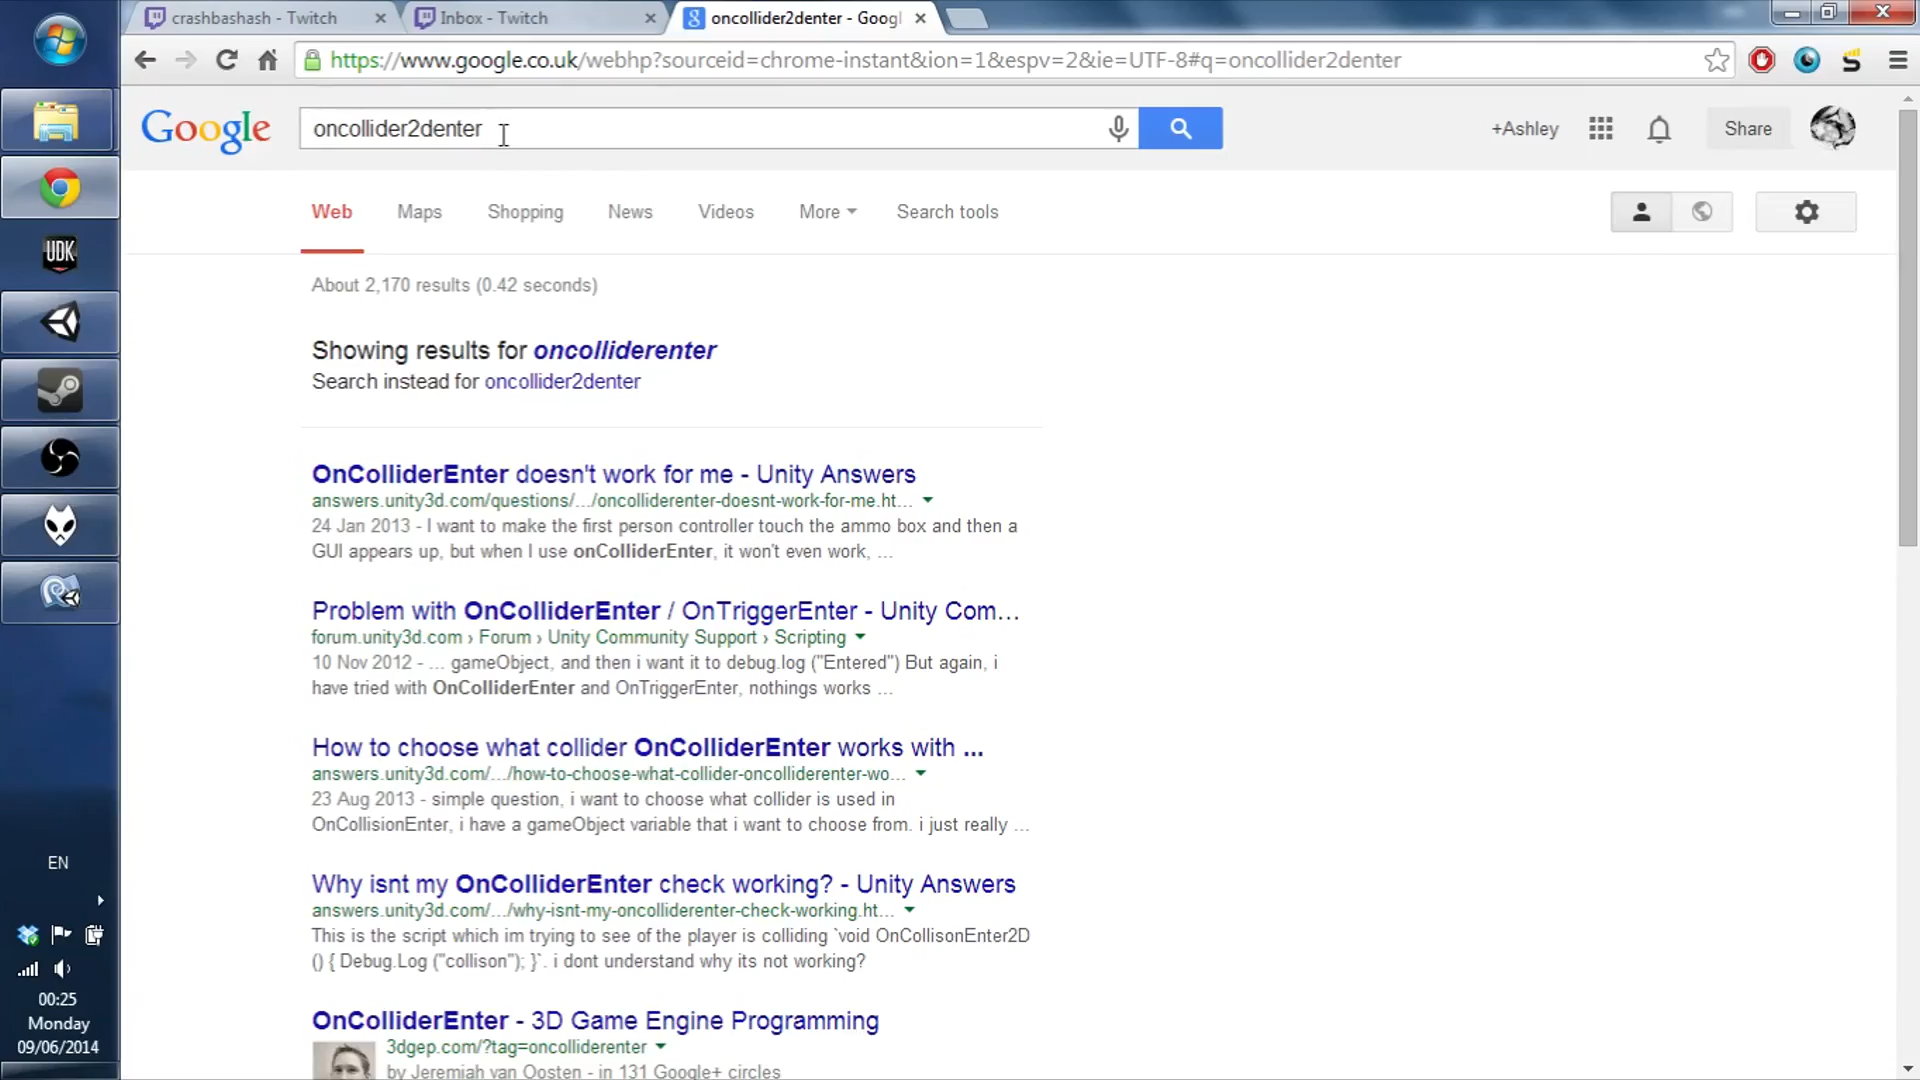 crashbashash - Twitch
Inbox - Twitch
oncollider2denter - Googl
https://www.google.co.uk/webhp?sourceid=chrome-instant&ion=1&espv=2&ie=UTF-8#q=oncollider2denter
Google
oncollider2denter
+Ashley
Share
Web
Maps
Shopping
News
Videos
More
Search tools
UDK
About 2,170 results (0.42 seconds)
Showing results for oncolliderenter
Search instead for oncollider2denter
OnColliderEnter doesn't work for me - Unity Answers
answers.unity3d.com/questions/.../oncolliderenter-doesnt-work-for-me.ht...
24 Jan 2013 - I want to make the first person controller touch the ammo box and then a
GUI appears up, but when I use onColliderEnter, it won't even work, ...
Problem with OnColliderEnter / OnTriggerEnter - Unity Com...
forum.unity3d.com › Forum › Unity Community Support › Scripting
10 Nov 2012 - ... gameObject, and then i want it to debug.log ("Entered") But again, i
have tried with OnColliderEnter and OnTriggerEnter, nothings works ...
How to choose what collider OnColliderEnter works with ...
answers.unity3d.com/.../how-to-choose-what-collider-oncolliderenter-wo...
23 Aug 2013 - simple question, i want to choose what collider is used in
OnCollisionEnter, i have a gameObject variable that i want to choose from. i just really ...
Why isnt my OnColliderEnter check working? - Unity Answers
answers.unity3d.com/.../why-isnt-my-oncolliderenter-check-working.ht...
This is the script which im trying to see of the player is colliding `void OnCollisonEnter2D
() { Debug.Log ("collison"); }`. i dont understand why its not working?
OnColliderEnter - 3D Game Engine Programming
3dgep.com/?tag=oncolliderenter
by Jeremiah van Oosten - in 131 Google+ circles
EN
00:25
Monday
09/06/2014